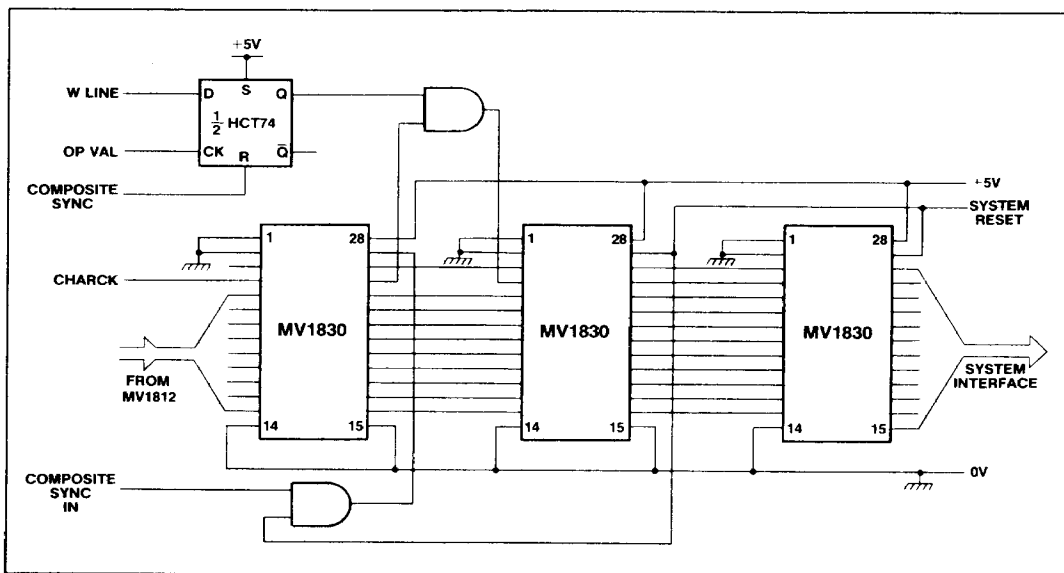 +5V
W LINE
D
S
Q
1/2 HCT74
OP VAL
CK
R
Q̅
COMPOSITE
SYNC
+5V
SYSTEM
RESET
1
28
1
28
1
28
CHARCK
MV1830
MV1830
MV1830
FROM
MV1812
SYSTEM
INTERFACE
14
15
14
15
14
15
COMPOSITE
SYNC
IN
0V